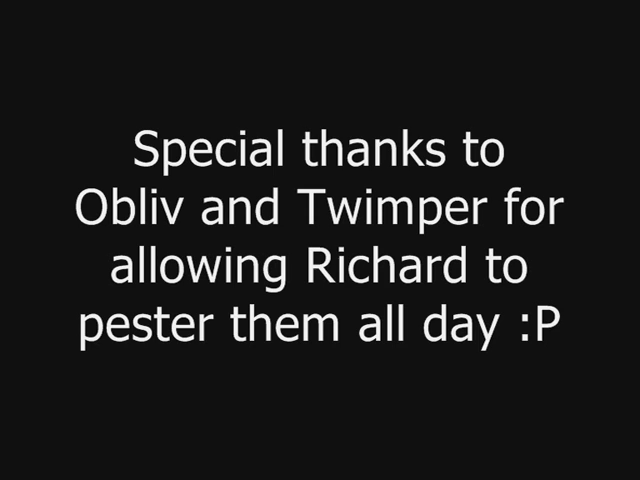 Special thanks to
Obliv and Twimper for
allowing Richard to
pester them all day :P